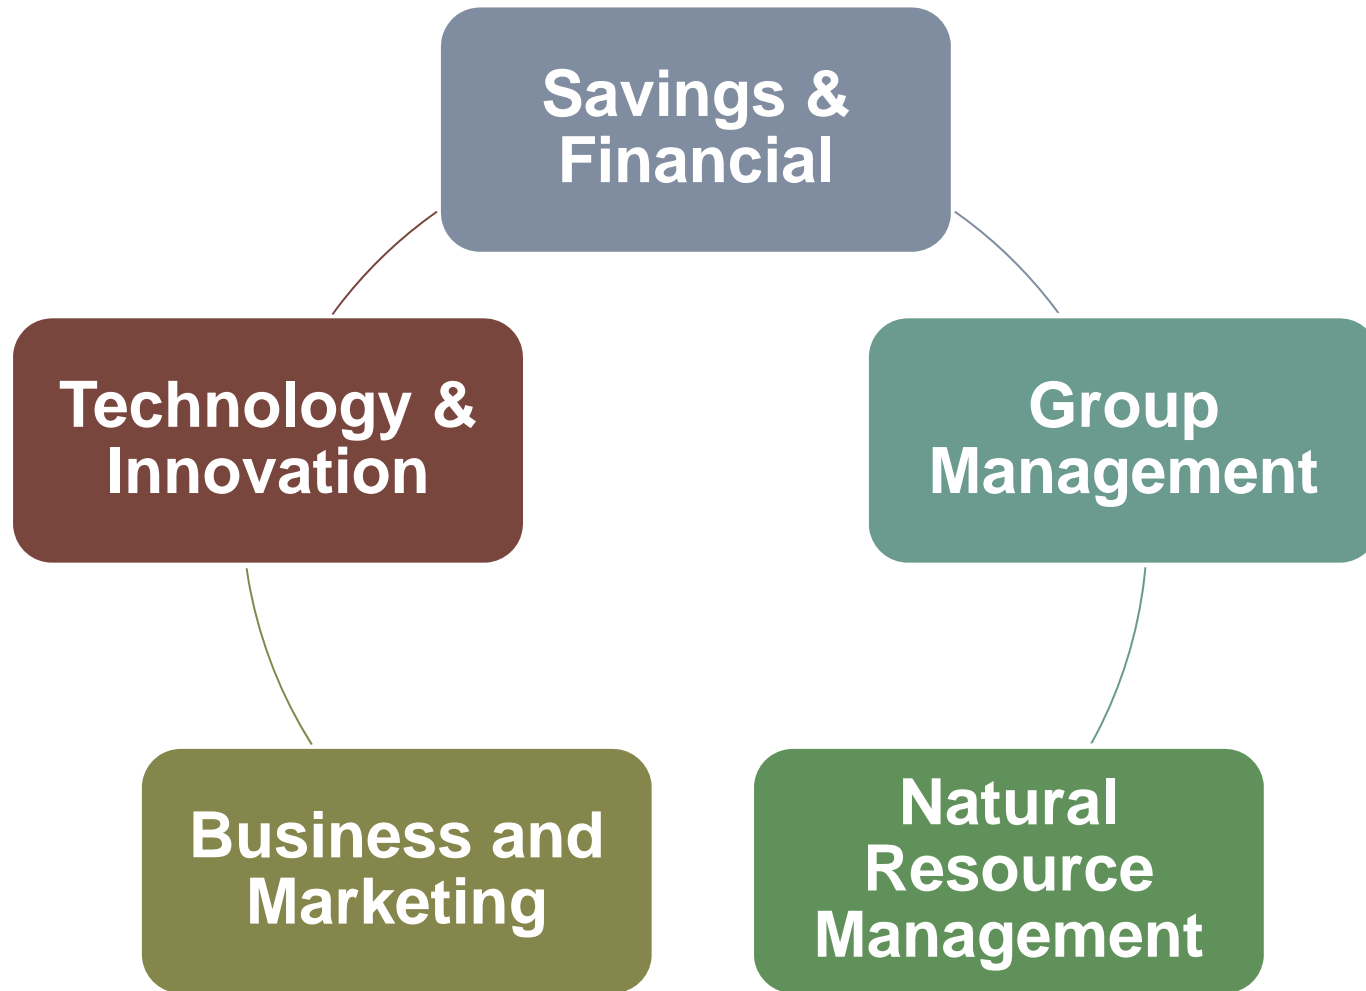 Savings &
Financial
Technology &
Innovation
Group
Management
Business and
Marketing
Natural
Resource
Management